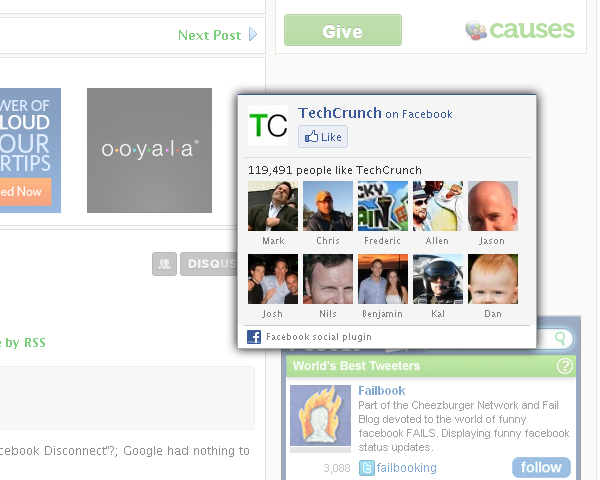 Next Post
Give
causes
WER OF
LOUD
OUR
RTIPS
ed Now
o·o·y·a·l·a®
TC
TechCrunch on Facebook
Like
119,491 people like TechCrunch
Mark Chris Frederic Allen Jason
Josh Nils Benjamin Kal Dan
Facebook social plugin
DISQUS
e by RSS
cebook Disconnect"?; Google had nothing to
World's Best Tweeters
Failbook
Part of the Cheezburger Network and Fail
Blog devoted to the world of funny
facebook FAILS. Displaying funny facebook
status updates.
3,088 failbooking
follow